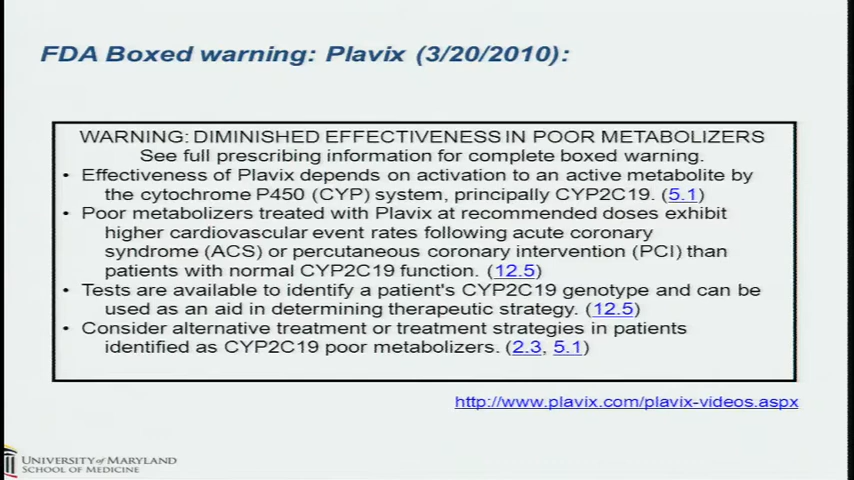 FDA Boxed warning: Plavix (3/20/2010):
WARNING: DIMINISHED EFFECTIVENESS IN POOR METABOLIZERS
See full prescribing information for complete boxed warning.
• Effectiveness of Plavix depends on activation to an active metabolite by
the cytochrome P450 (CYP) system, principally CYP2C19. (5.1)
• Poor metabolizers treated with Plavix at recommended doses exhibit
higher cardiovascular event rates following acute coronary
syndrome (ACS) or percutaneous coronary intervention (PCI) than
patients with normal CYP2C19 function. (12.5)
• Tests are available to identify a patient's CYP2C19 genotype and can be
used as an aid in determining therapeutic strategy. (12.5)
• Consider alternative treatment or treatment strategies in patients
identified as CYP2C19 poor metabolizers. (2.3, 5.1)
http://www.plavix.com/plavix-videos.aspx
UNIVERSITY of MARYLAND
SCHOOL OF MEDICINE